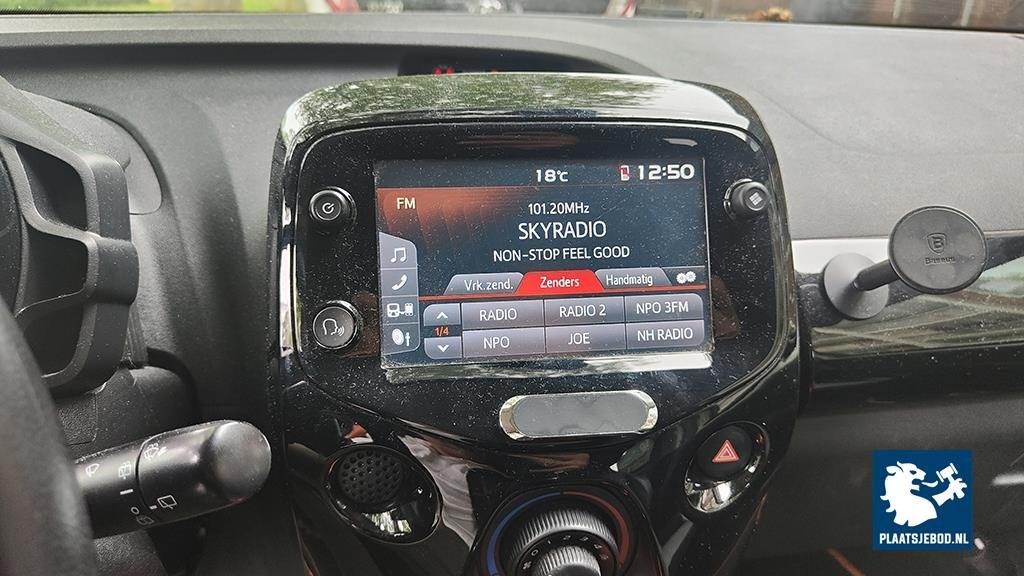 18°C
12:50
FM
101.20MHz
SKYRADIO
NON-STOP FEEL GOOD
Vrk.zend. Zenders Handmatig
RADIO RADIO 2 NPO 3FM
1/4
NPO JOE NH RADIO
Baseus
PLAATSJEBOD.NL